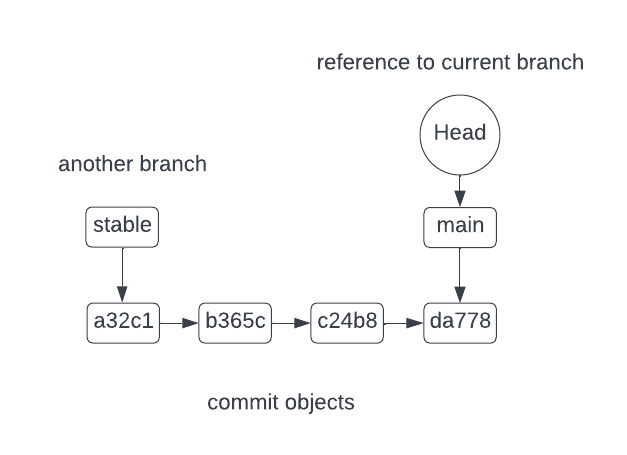 reference to current branch
Head
another branch
stable
main
a32c1
b365c
c24b8
da778
commit objects